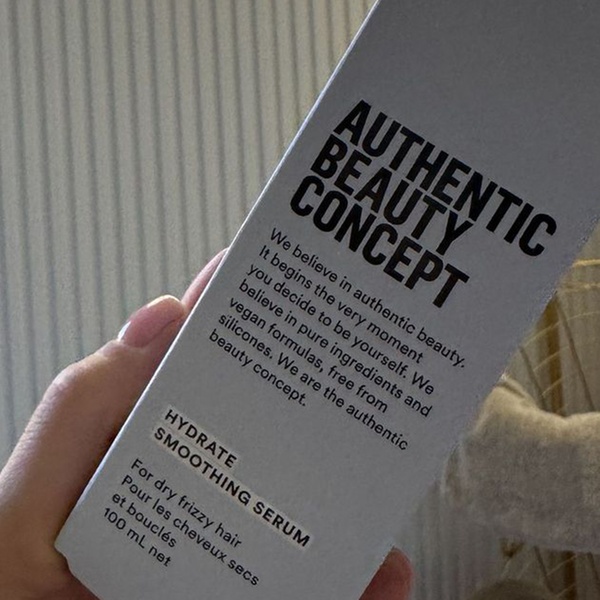 AUTHENTIC
BEAUTY
CONCEPT
We believe in authentic beauty.
It begins the very moment
you decide to be yourself. We
believe in pure ingredients and
vegan formulas, free from
silicones. We are the authentic
beauty concept.
HYDRATE
SMOOTHING SERUM
For dry frizzy hair
Pour les cheveux secs
et bouclés
100 mL net